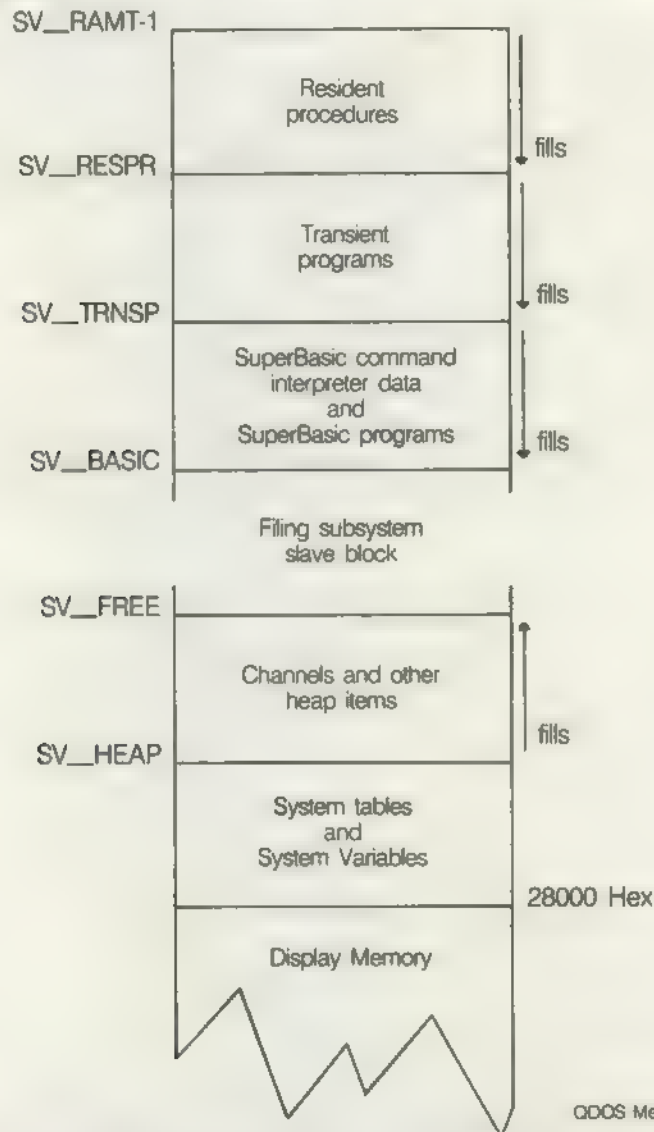 SV__RAMT-1
Resident
procedures
fills
SV__RESPR
Transient
programs
fills
SV__TRNSP
SuperBasic command
interpreter data
and
SuperBasic programs
fills
SV__BASIC
Filing subsystem
slave block
SV__FREE
Channels and other
heap items
fills
SV__HEAP
System tables
and
System Variables
28000 Hex
Display Memory
QDOS Me